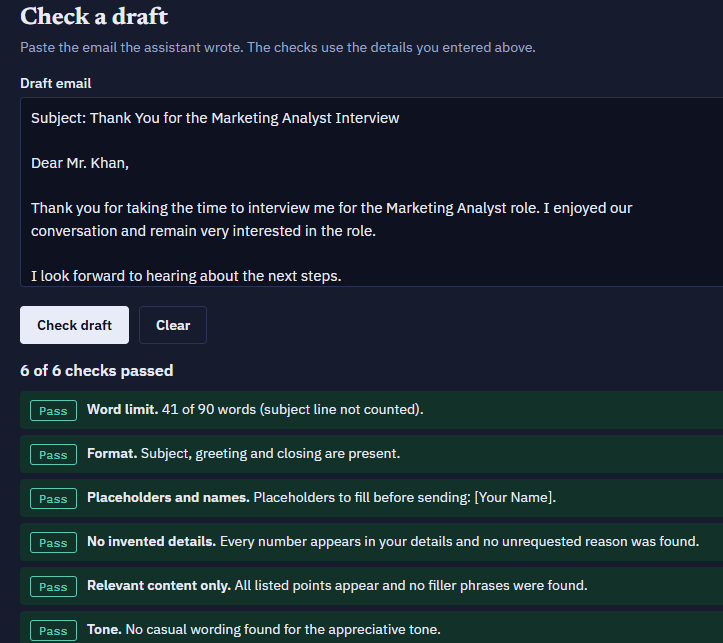 Check a draft
Paste the email the assistant wrote. The checks use the details you entered above.
Draft email
Subject: Thank You for the Marketing Analyst Interview
Dear Mr. Khan,
Thank you for taking the time to interview me for the Marketing Analyst role. I enjoyed our
conversation and remain very interested in the role.
I look forward to hearing about the next steps.
Check draft
Clear
6 of 6 checks passed
Pass Word limit. 41 of 90 words (subject line not counted).
Pass Format. Subject, greeting and closing are present.
Pass Placeholders and names. Placeholders to fill before sending: [Your Name].
Pass No invented details. Every number appears in your details and no unrequested reason was found.
Pass Relevant content only. All listed points appear and no filler phrases were found.
Pass Tone. No casual wording found for the appreciative tone.